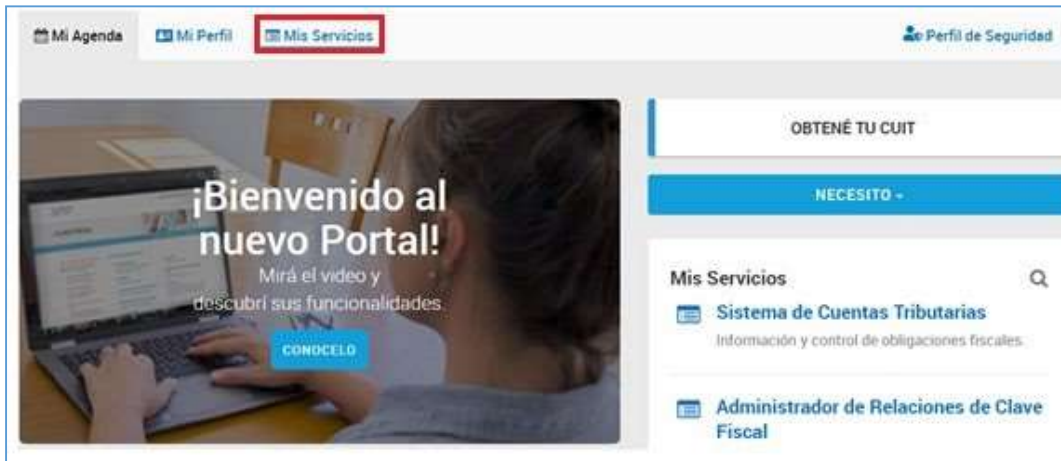 Mi Agenda
Mi Perfil
Mis Servicios
Perfil de Seguridad
¡Bienvenido al
nuevo Portal!
Mirá el video y
descubrí sus funcionalidades.
CONOCELO
OBTENÉ TU CUIT
NECESITO
Mis Servicios
Sistema de Cuentas Tributarias
Información y control de obligaciones fiscales.
Administrador de Relaciones de Clave
Fiscal